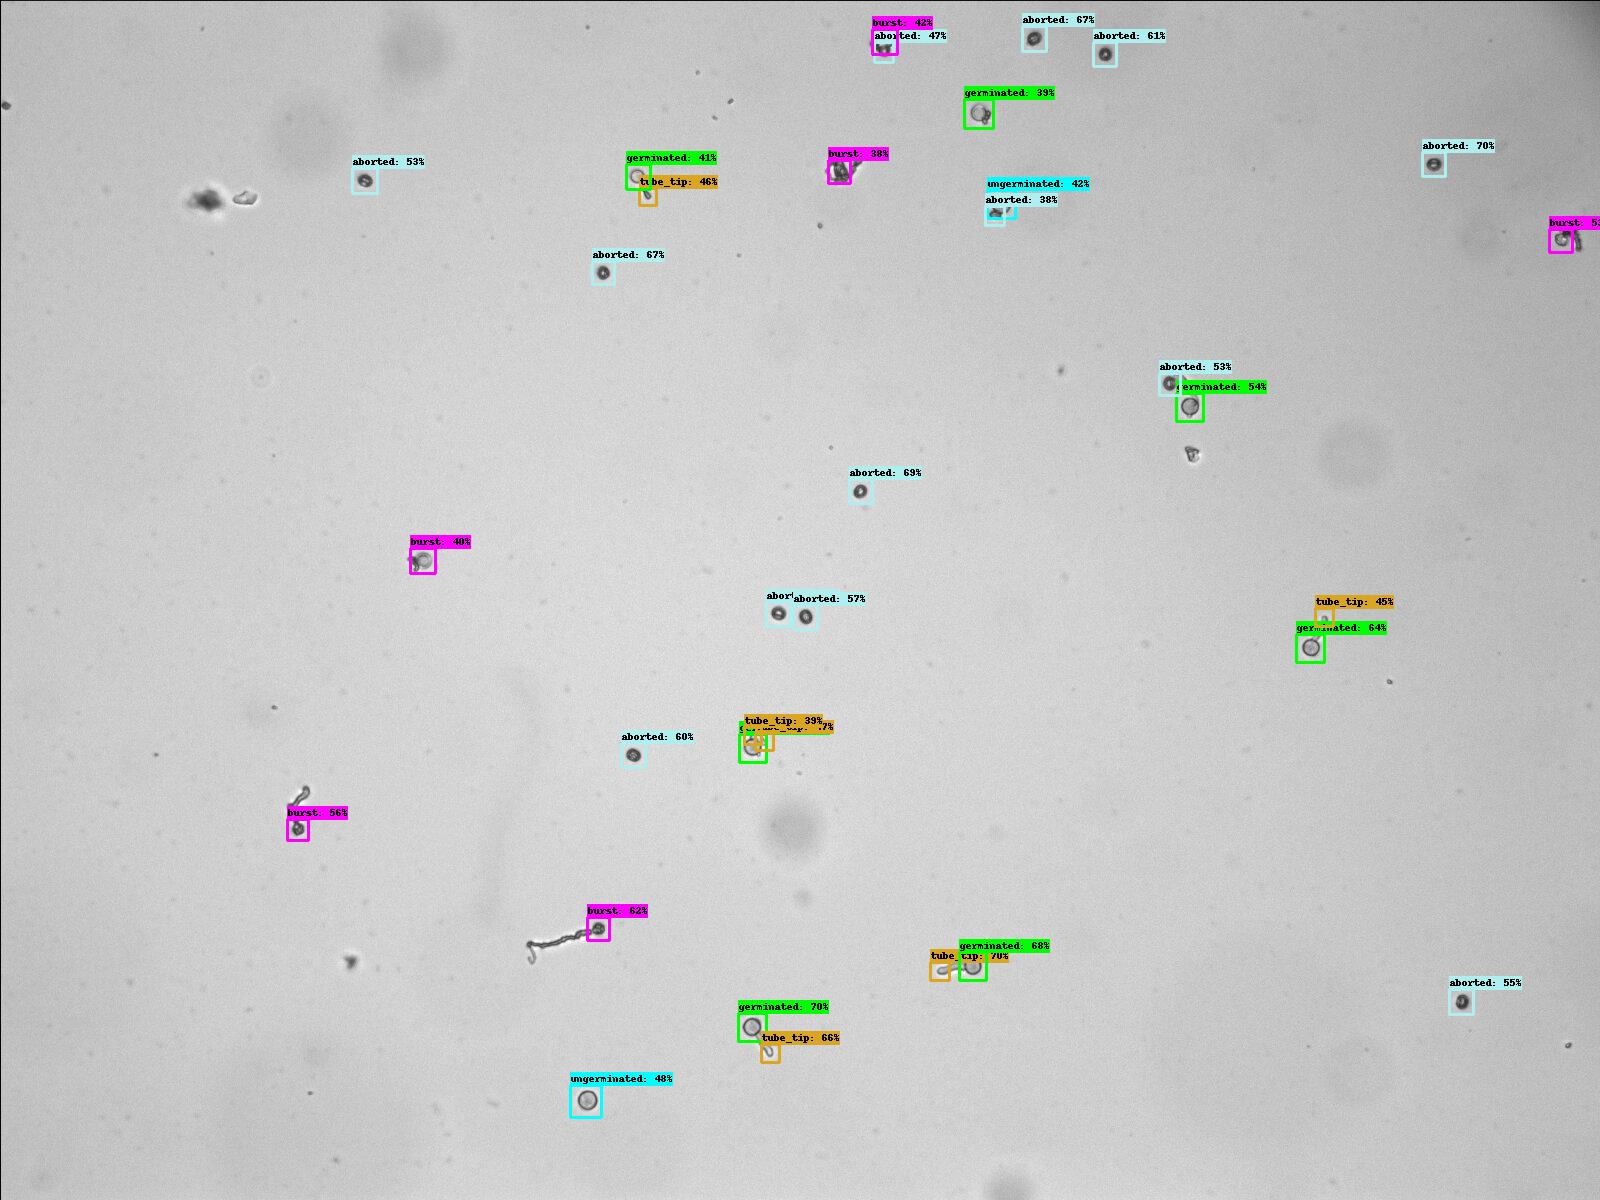 aborted: 67%
burst: 42%
aborted: 47%
aborted: 61%
germinated: 39%
aborted: 70%
burst: 38%
germinated: 41%
aborted: 53%
tube_tip: 46%
ungerminated: 42%
aborted: 38%
burst:
aborted: 67%
aborted: 53%
germinated: 54%
aborted: 69%
burst: 40%
aborted: 57%
tube_tip: 45%
germinated: 64%
tube_tip: 39%
aborted: 60%
burst: 56%
burst: 62%
germinated: 68%
tube_tip: 70%
aborted: 55%
germinated: 70%
tube_tip: 66%
ungerminated: 48%